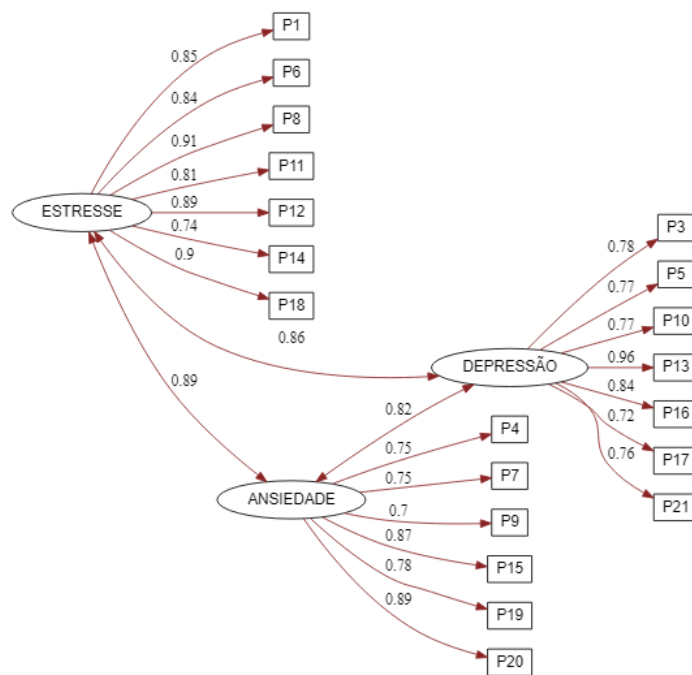 P1
0.85
P6
0.84
P8
0.91
P11
0.81
ESTRESSE
0.89
P12
0.74
P14
0.9
P18
0.86
0.89
P3
0.78
P5
0.77
P10
0.77
DEPRESSÃO
0.96
P13
0.84
P16
0.72
P17
0.76
P21
0.82
P4
0.75
ANSIEDADE
0.75
P7
0.7
P9
0.87
P15
0.78
P19
0.89
P20